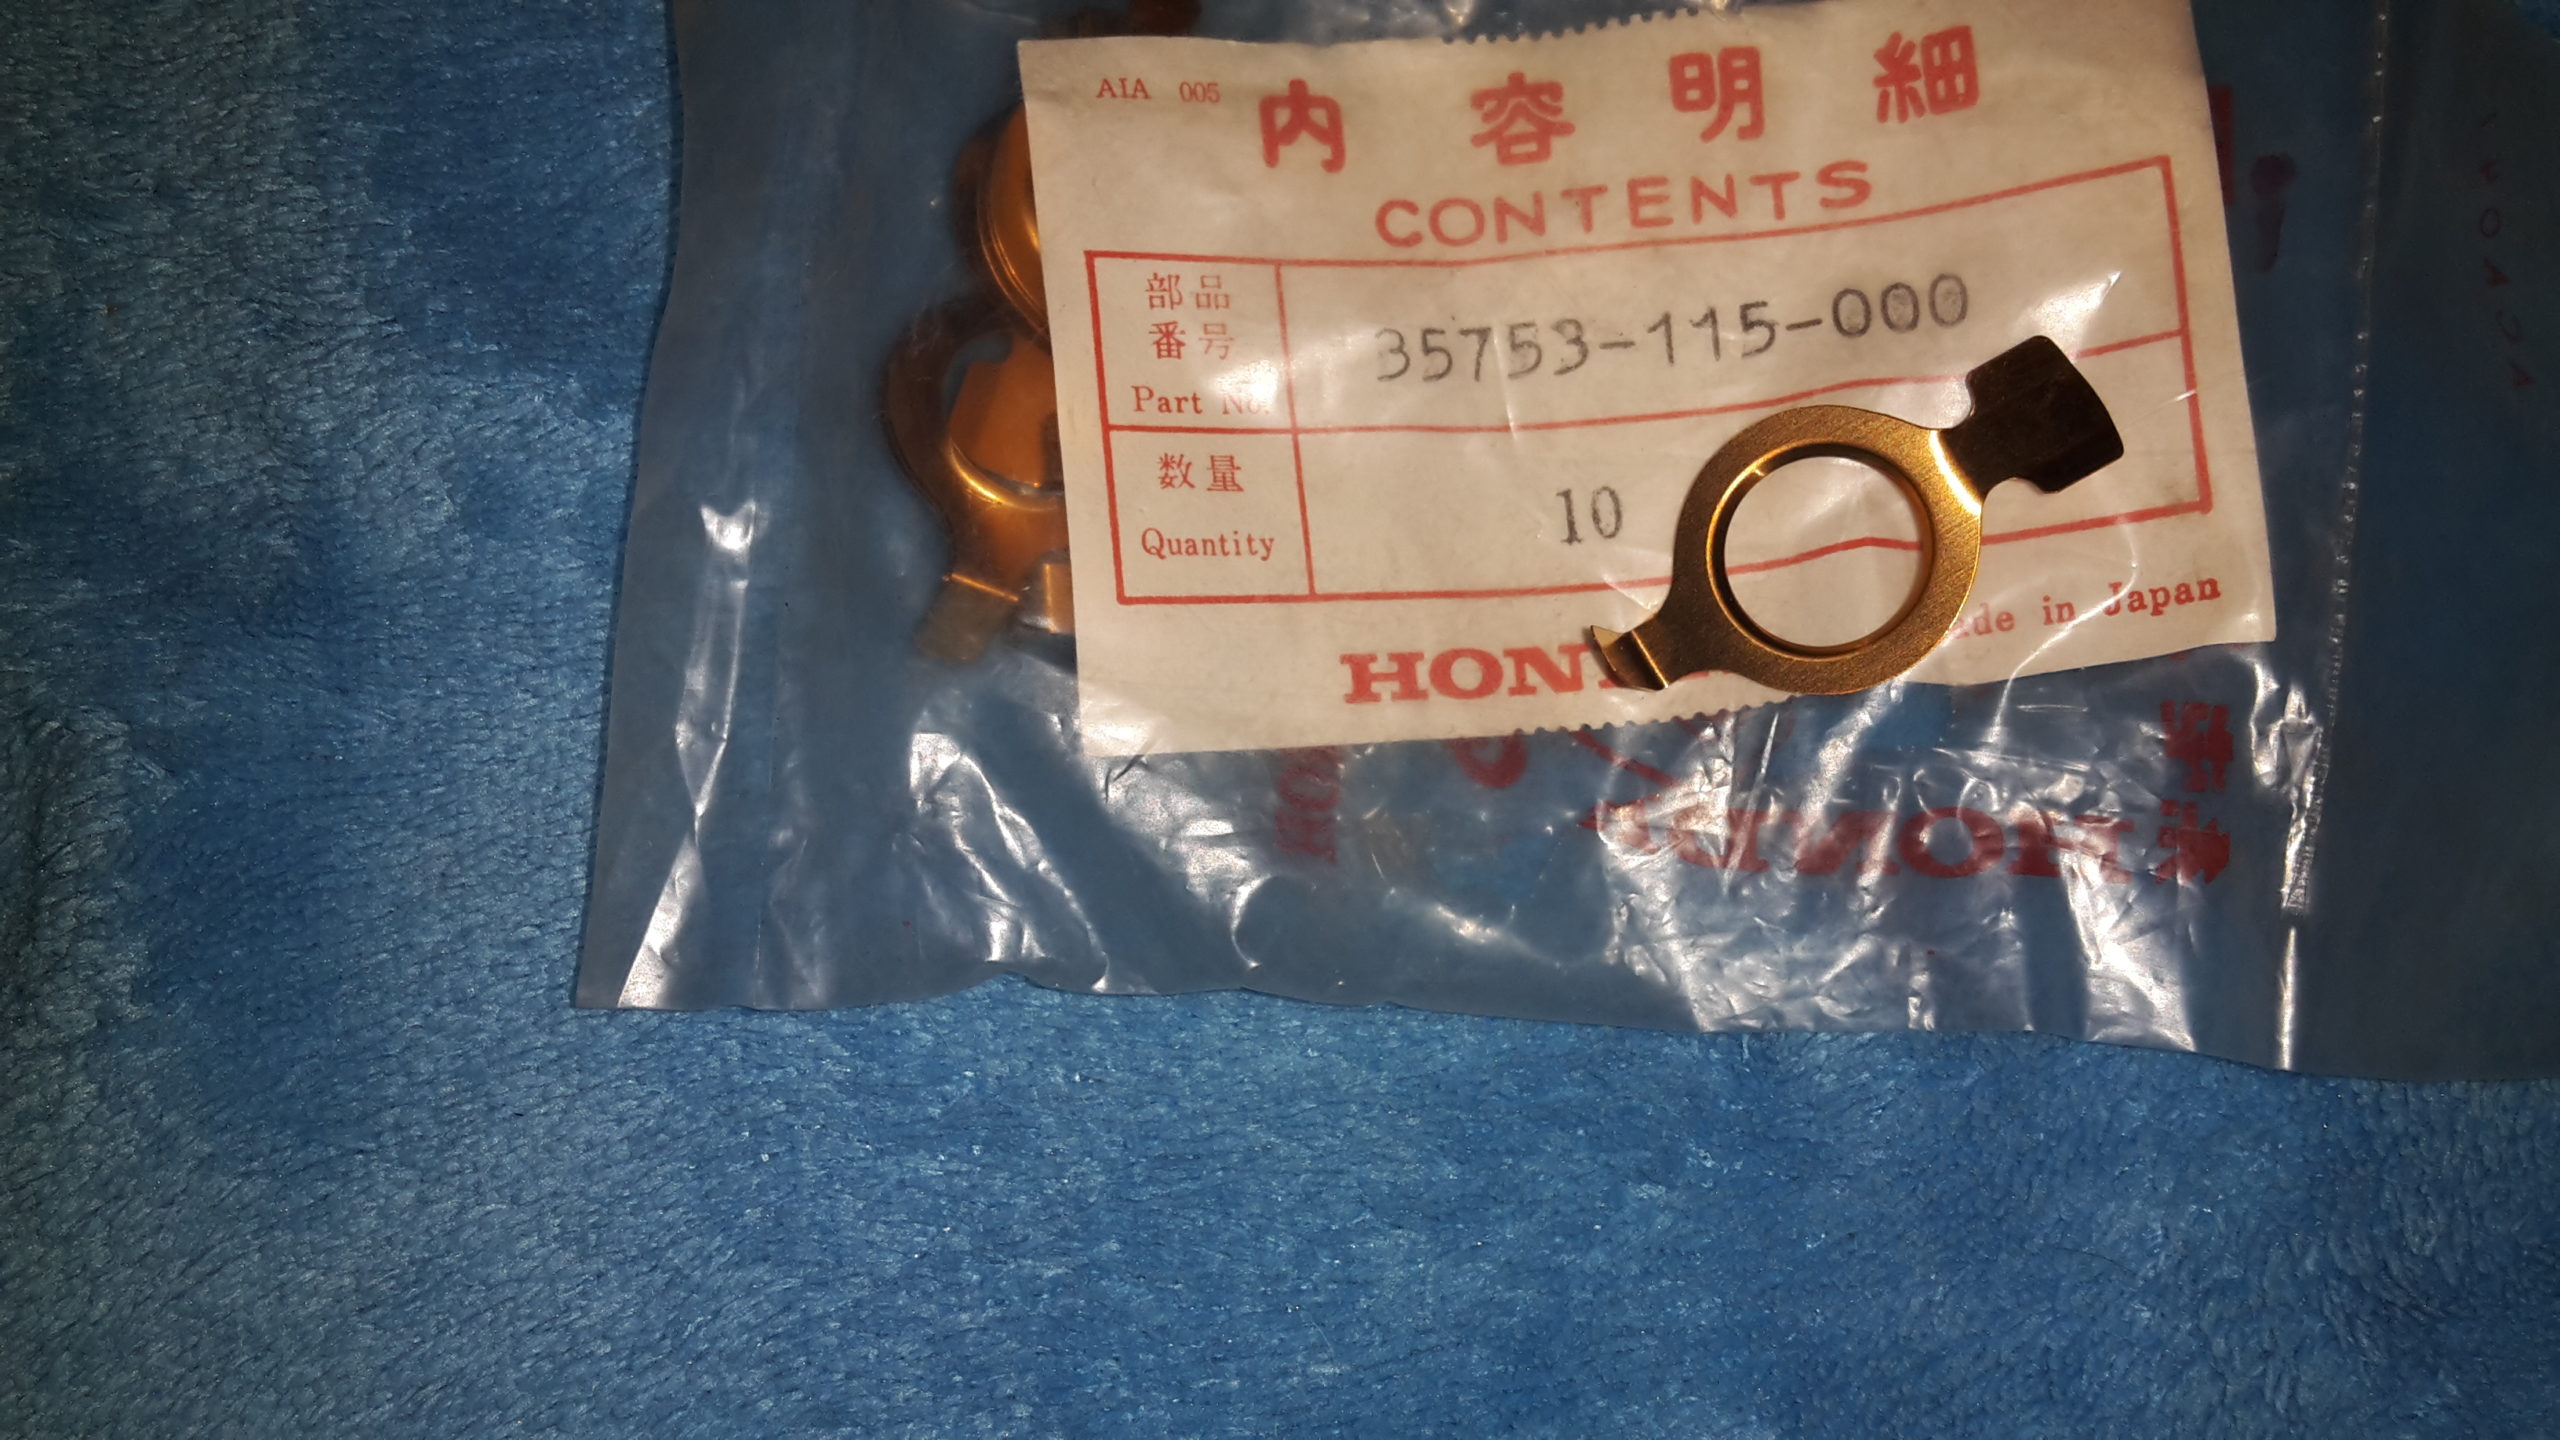 AIA 005
内容明細
CONTENTS
部品
番号
Part No.
35753-115-000
数量
Quantity
10
in Japan
HONDA